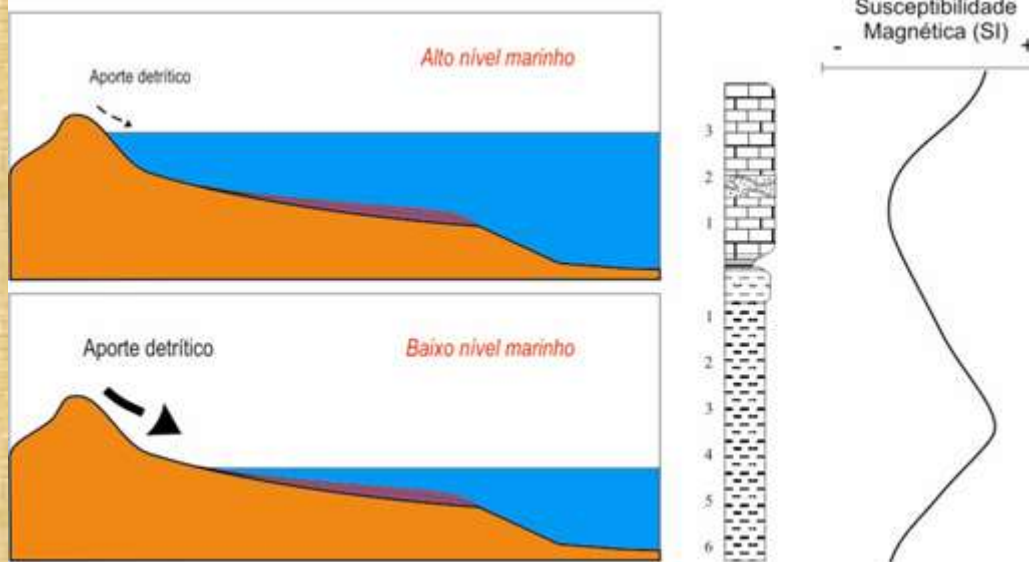 Alto nível marinho
Aporte detrítico
Baixo nível marinho
Aporte detrítico
Susceptibilidade
Magnética (SI)
- +
3
2
1
1
2
3
4
5
6